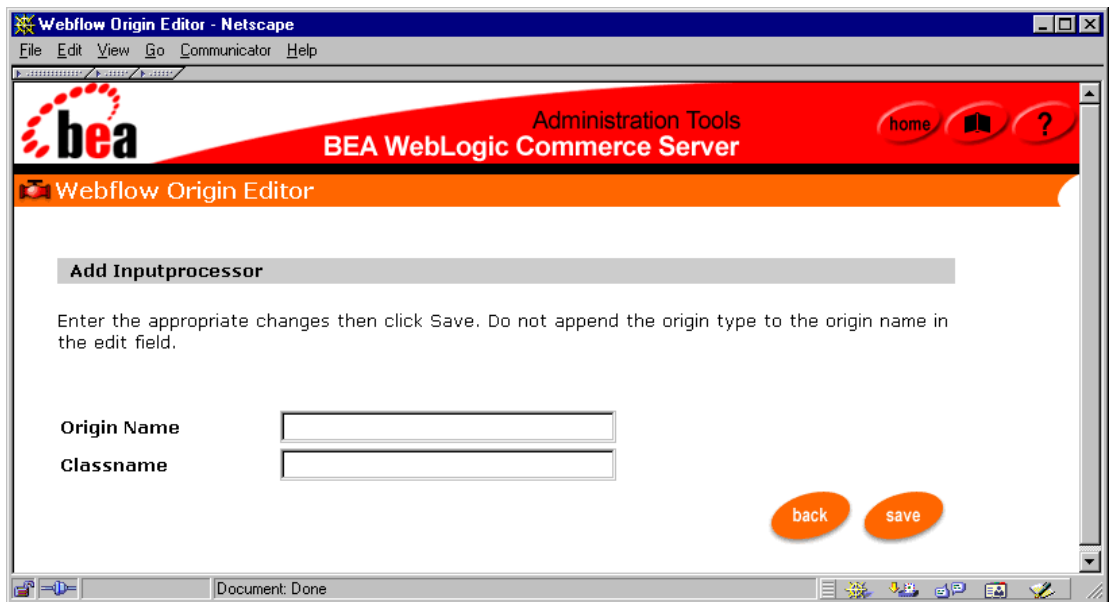 Webflow Origin Editor - Netscape
File Edit View Go Communicator Help
bea
Administration Tools
BEA WebLogic Commerce Server
home ?
Webflow Origin Editor
Add Inputprocessor
Enter the appropriate changes then click Save. Do not append the origin type to the origin name in
the edit field.
Origin Name
Classname
back save
Document: Done